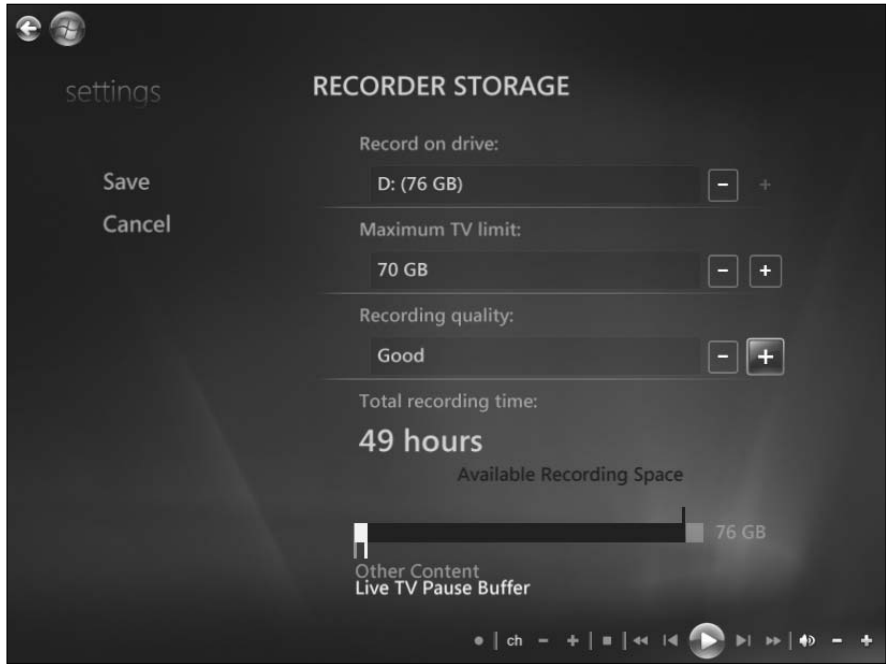 settings
RECORDER STORAGE
Record on drive:
Save
D: (76 GB)
- +
Cancel
Maximum TV limit:
70 GB
- +
Recording quality:
Good
- +
Total recording time:
49 hours
Available Recording Space
76 GB
Other Content
Live TV Pause Buffer
ch - +
- +